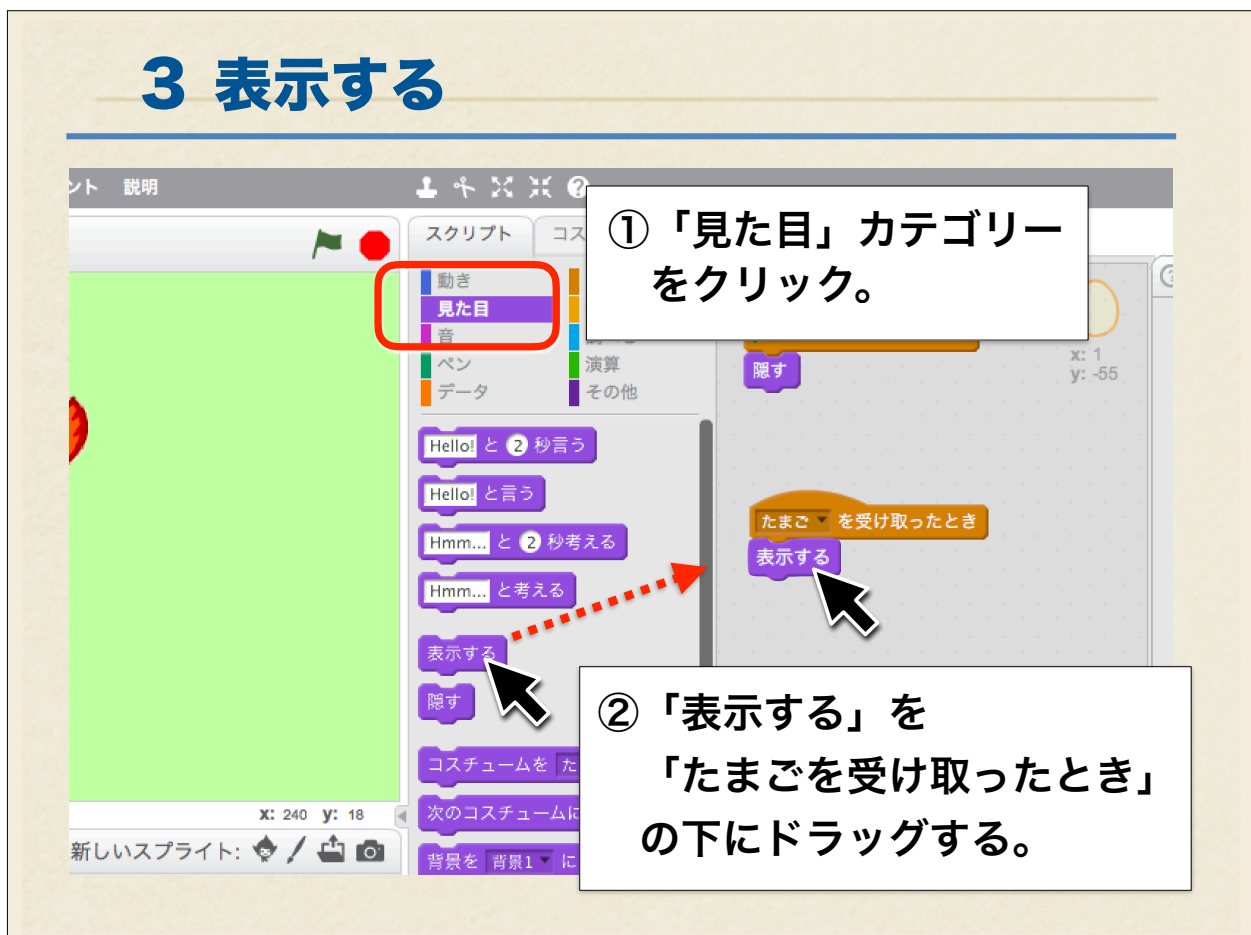 3 表示する
ント 説明
スクリプト コス
動き
見た目
音
ペン 演算
データ その他
①「見た目」カテゴリー
をクリック。
隠す
x: 1
y: -55
Hello! と 2 秒言う
Hello! と言う
Hmm... と 2 秒考える
Hmm... と考える
表示する
隠す
コスチュームを た
次のコスチュームに
背景を 背景1 に
たまご を受け取ったとき
表示する
②「表示する」を
「たまごを受け取ったとき」
の下にドラッグする。
x: 240 y: 18
新しいスプライト: